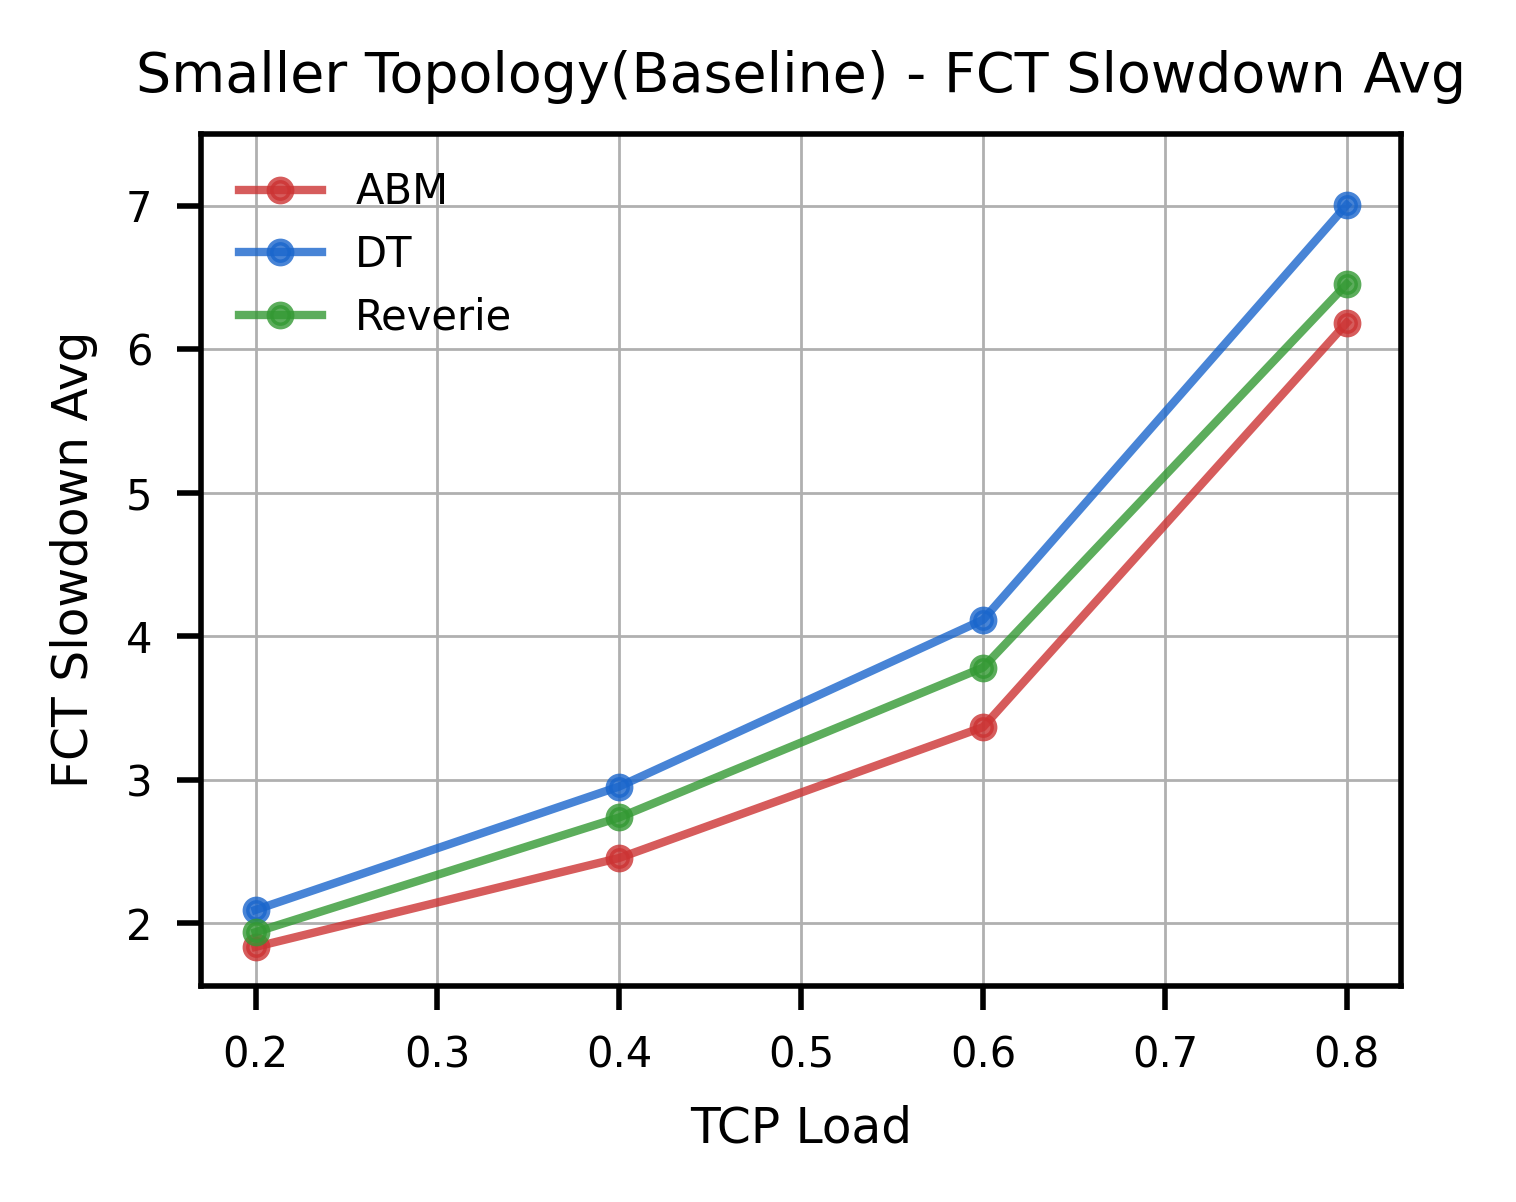 Smaller Topology(Baseline) - FCT Slowdown Avg
ABM
DT
Reverie
FCT Slowdown Avg
7
6
5
4
3
2
0.2 0.3 0.4 0.5 0.6 0.7 0.8
TCP Load